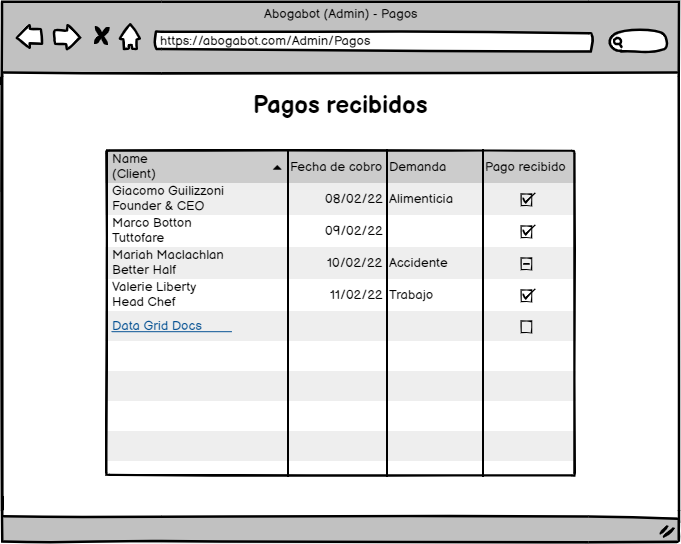 Abogabot (Admin) - Pagos
https://abogabot.com/Admin/Pagos
Pagos recibidos
Name
(Client)
Fecha de cobro
Demanda
Pago recibido
Giacomo Guilizzoni
Founder & CEO
08/02/22
Alimenticia
Marco Botton
Tuttofare
09/02/22
Mariah Maclachlan
Better Half
10/02/22
Accidente
Valerie Liberty
Head Chef
11/02/22
Trabajo
Data Grid Docs